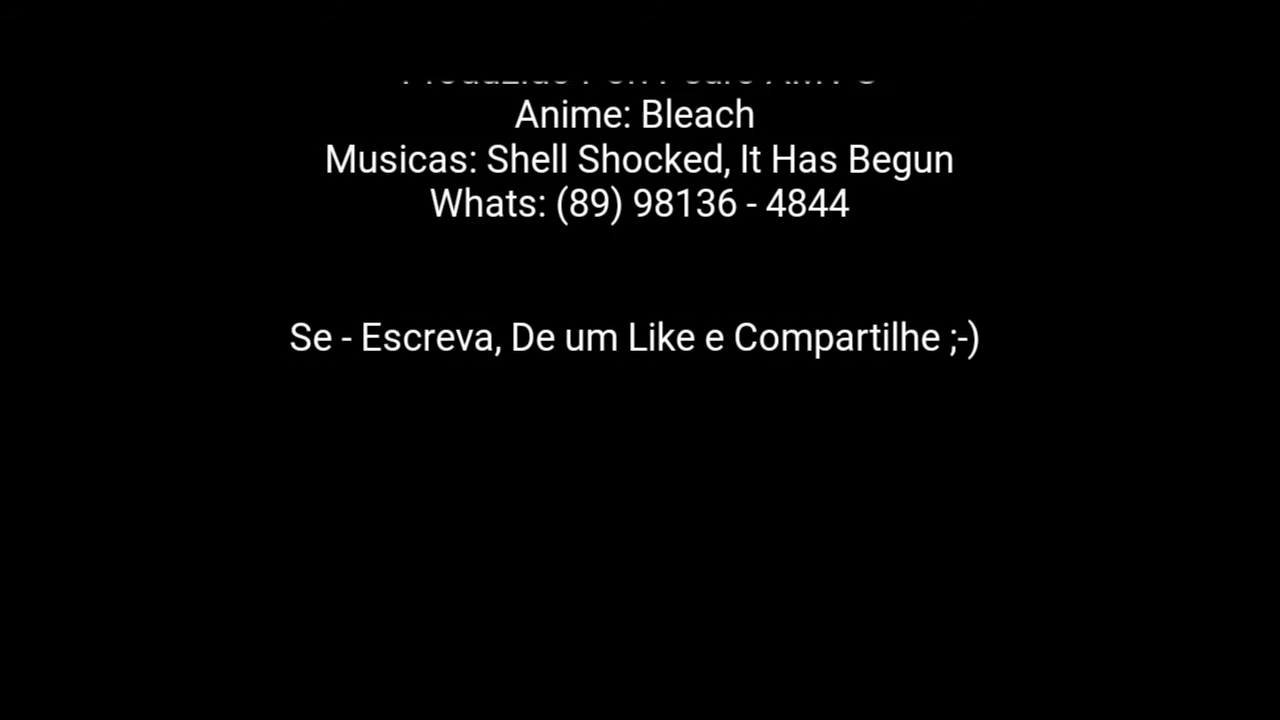 Anime: Bleach
Musicas: Shell Shocked, It Has Begun
Whats: (89) 98136 - 4844
Se - Escreva, De um Like e Compartilhe ;-)